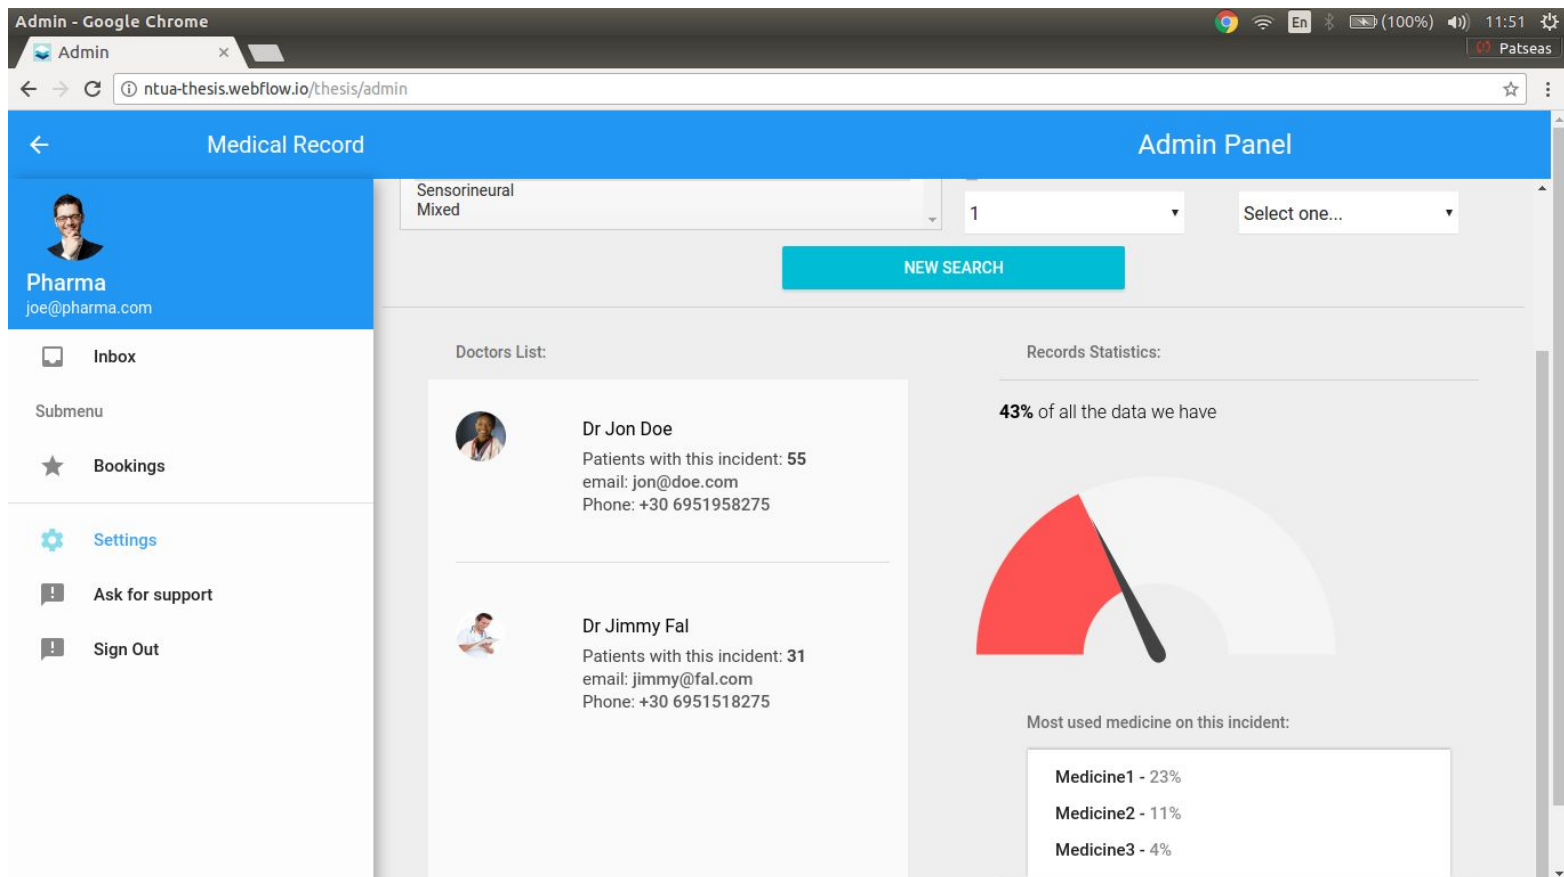 Admin - Google Chrome
En
(100%)
11:51
Admin
Patseas
ntua-thesis.webflow.io/thesis/admin
Medical Record
Admin Panel
Pharma
joe@pharma.com
Inbox
Submenu
Bookings
Settings
Ask for support
Sign Out
Sensorineural
Mixed
1
Select one...
NEW SEARCH
Doctors List:
Dr Jon Doe
Patients with this incident: 55
email: jon@doe.com
Phone: +30 6951958275
Dr Jimmy Fal
Patients with this incident: 31
email: jimmy@fal.com
Phone: +30 6951518275
Records Statistics:
43% of all the data we have
Most used medicine on this incident:
Medicine1 - 23%
Medicine2 - 11%
Medicine3 - 4%